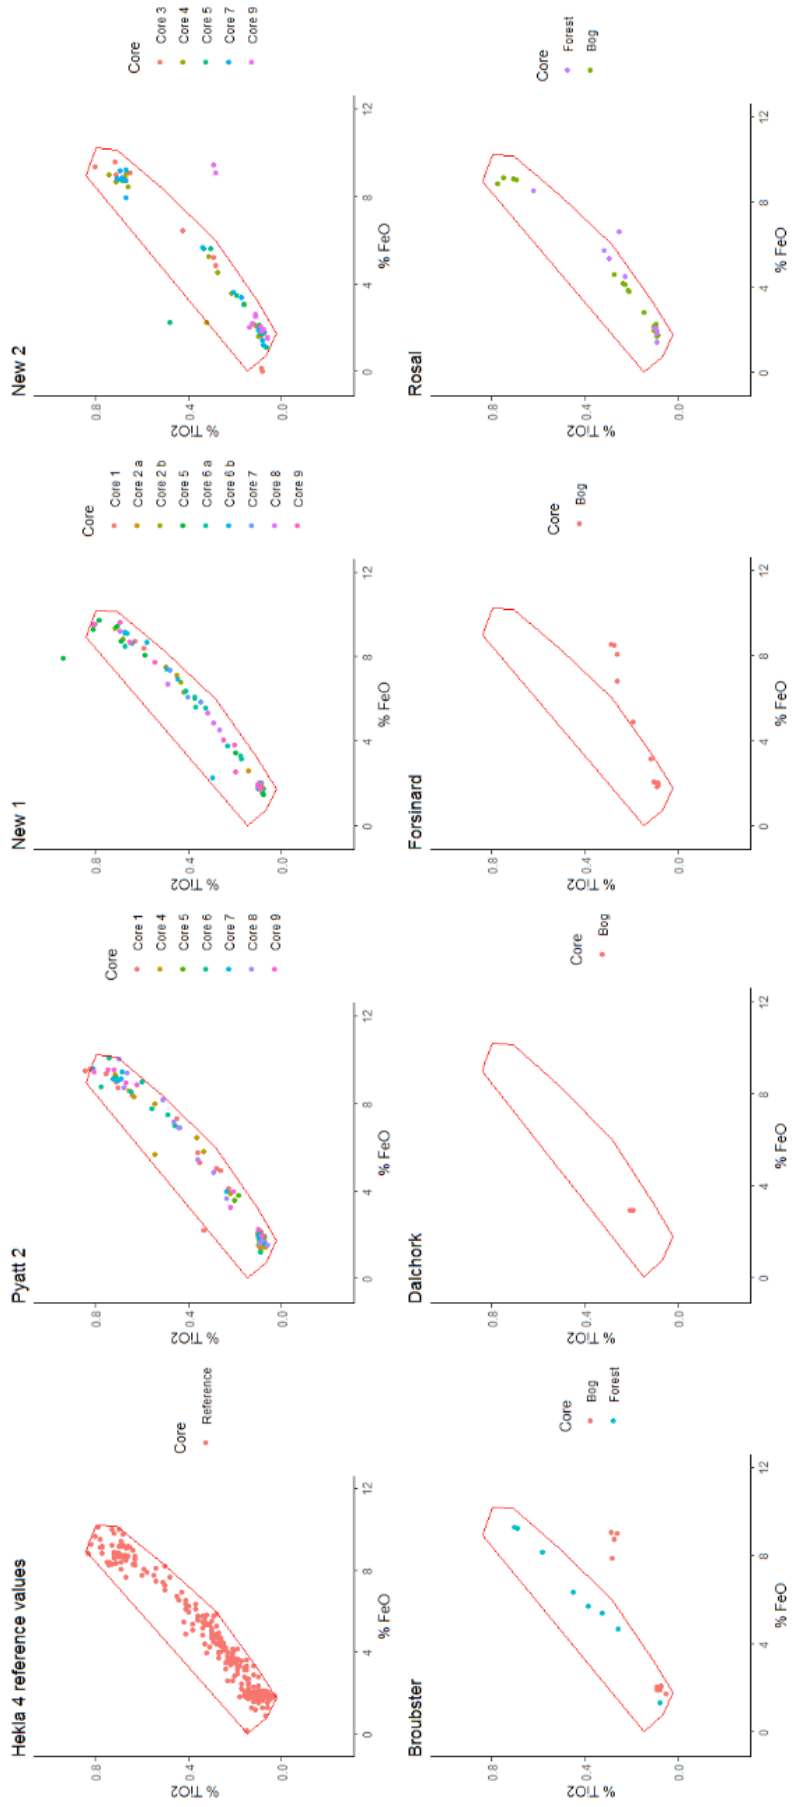 Hekla 4 reference values
% TiO2
0.8
0.4
0.0
0
4
8
12
% FeO
Core
Reference
Pyatt 2
% TiO2
0.8
0.4
0.0
0
4
8
12
% FeO
Core
Core 1
Core 4
Core 5
Core 6
Core 7
Core 8
Core 9
New 1
% TiO2
0.8
0.4
0.0
0
4
8
12
% FeO
Core
Core 1
Core 2 a
Core 2 b
Core 5
Core 6 a
Core 6 b
Core 7
Core 8
Core 9
New 2
% TiO2
0.8
0.4
0.0
0
4
8
12
% FeO
Core
Core 3
Core 4
Core 5
Core 7
Core 9
Broubster
% TiO2
0.8
0.4
0.0
0
4
8
12
% FeO
Core
Bog
Forest
Dalchork
% TiO2
0.8
0.4
0.0
0
4
8
12
% FeO
Core
Bog
Forsinard
% TiO2
0.8
0.4
0.0
0
4
8
12
% FeO
Core
Bog
Rosal
% TiO2
0.8
0.4
0.0
0
4
8
12
% FeO
Core
Forest
Bog